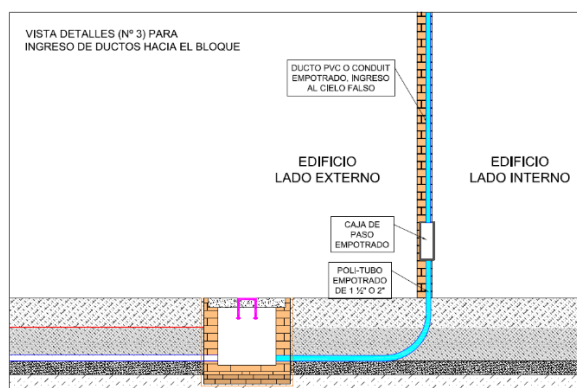 VISTA DETALLES (Nº 3) PARA
INGRESO DE DUCTOS HACIA EL BLOQUE
DUCTO PVC O CONDUIT
EMPOTRADO, INGRESO
AL CIELO FALSO
EDIFICIO
LADO EXTERNO
EDIFICIO
LADO INTERNO
CAJA DE
PASO
EMPOTRADO
POLI-TUBO
EMPOTRADO
DE 1 ½" O 2"